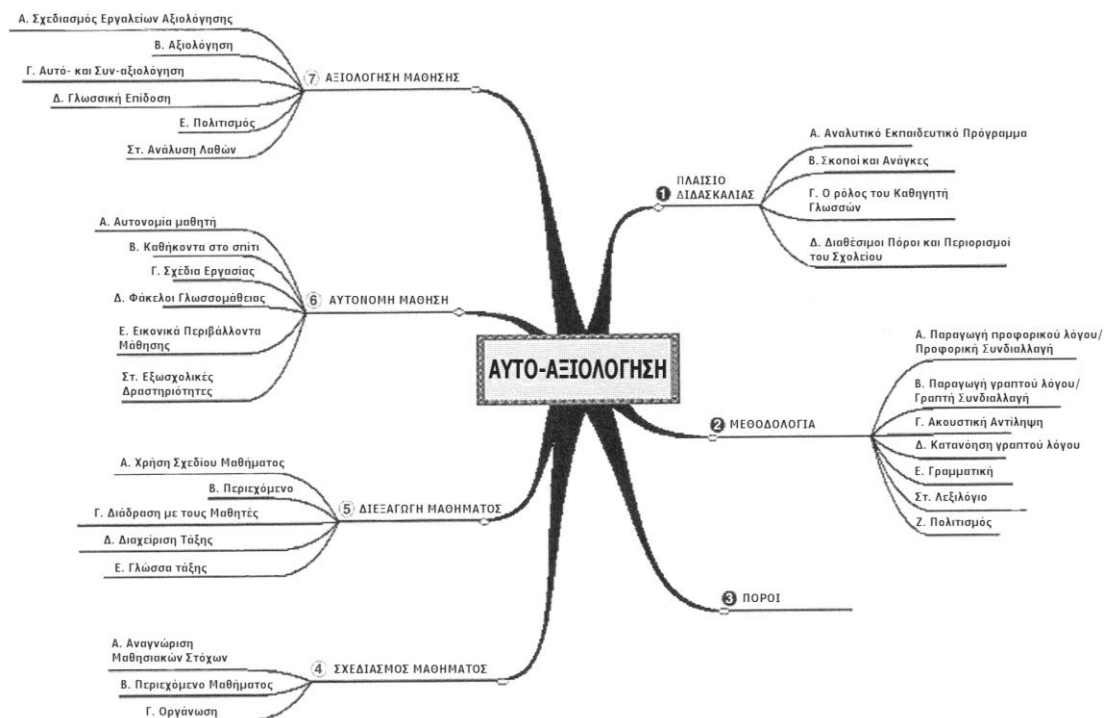 ΑΥΤΟ-ΑΞΙΟΛΟΓΗΣΗ
1 ΠΛΑΙΣΙΟ
ΔΙΔΑΣΚΑΛΙΑΣ
Α. Αναλυτικό Εκπαιδευτικό Πρόγραμμα
Β. Σκοποί και Ανάγκες
Γ. Ο ρόλος του Καθηγητή
Γλωσσών
Δ. Διαθέσιμοι Πόροι και Περιορισμοί
του Σχολείου
2 ΜΕΘΟΔΟΛΟΓΙΑ
Α. Παραγωγή προφορικού λόγου/
Προφορική Συνδιαλλαγή
Β. Παραγωγή γραπτού λόγου/
Γραπτή Συνδιαλλαγή
Γ. Ακουστική Αντίληψη
Δ. Κατανόηση γραπτού λόγου
Ε. Γραμματική
Στ. Λεξιλόγιο
Ζ. Πολιτισμός
3 ΠΟΡΟΙ
4 ΣΧΕΔΙΑΣΜΟΣ ΜΑΘΗΜΑΤΟΣ
Α. Αναγνώριση
Μαθησιακών Στόχων
Β. Περιεχόμενο Μαθήματος
Γ. Οργάνωση
5 ΔΙΕΞΑΓΩΓΗ ΜΑΘΗΜΑΤΟΣ
Α. Χρήση Σχεδίου Μαθήματος
Β. Περιεχόμενο
Γ. Διάδραση με τους Μαθητές
Δ. Διαχείριση Τάξης
Ε. Γλώσσα τάξης
6 ΑΥΤΟΝΟΜΗ ΜΑΘΗΣΗ
Α. Αυτονομία μαθητή
Β. Καθήκοντα στο σπίτι
Γ. Σχέδια Εργασίας
Δ. Φάκελοι Γλωσσομάθειας
Ε. Εικονικά Περιβάλλοντα
Μάθησης
Στ. Εξωσχολικές
Δραστηριότητες
7 ΑΞΙΟΛΟΓΗΣΗ ΜΑΘΗΣΗΣ
Α. Σχεδιασμός Εργαλείων Αξιολόγησης
Β. Αξιολόγηση
Γ. Αυτό- και Συν-αξιολόγηση
Δ. Γλωσσική Επίδοση
Ε. Πολιτισμός
Στ. Ανάλυση Λαθών